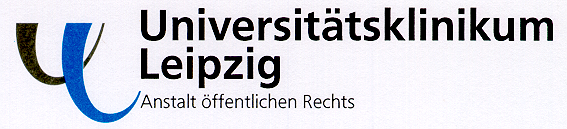 Universitätsklinikum
Leipzig
Anstalt öffentlichen Rechts